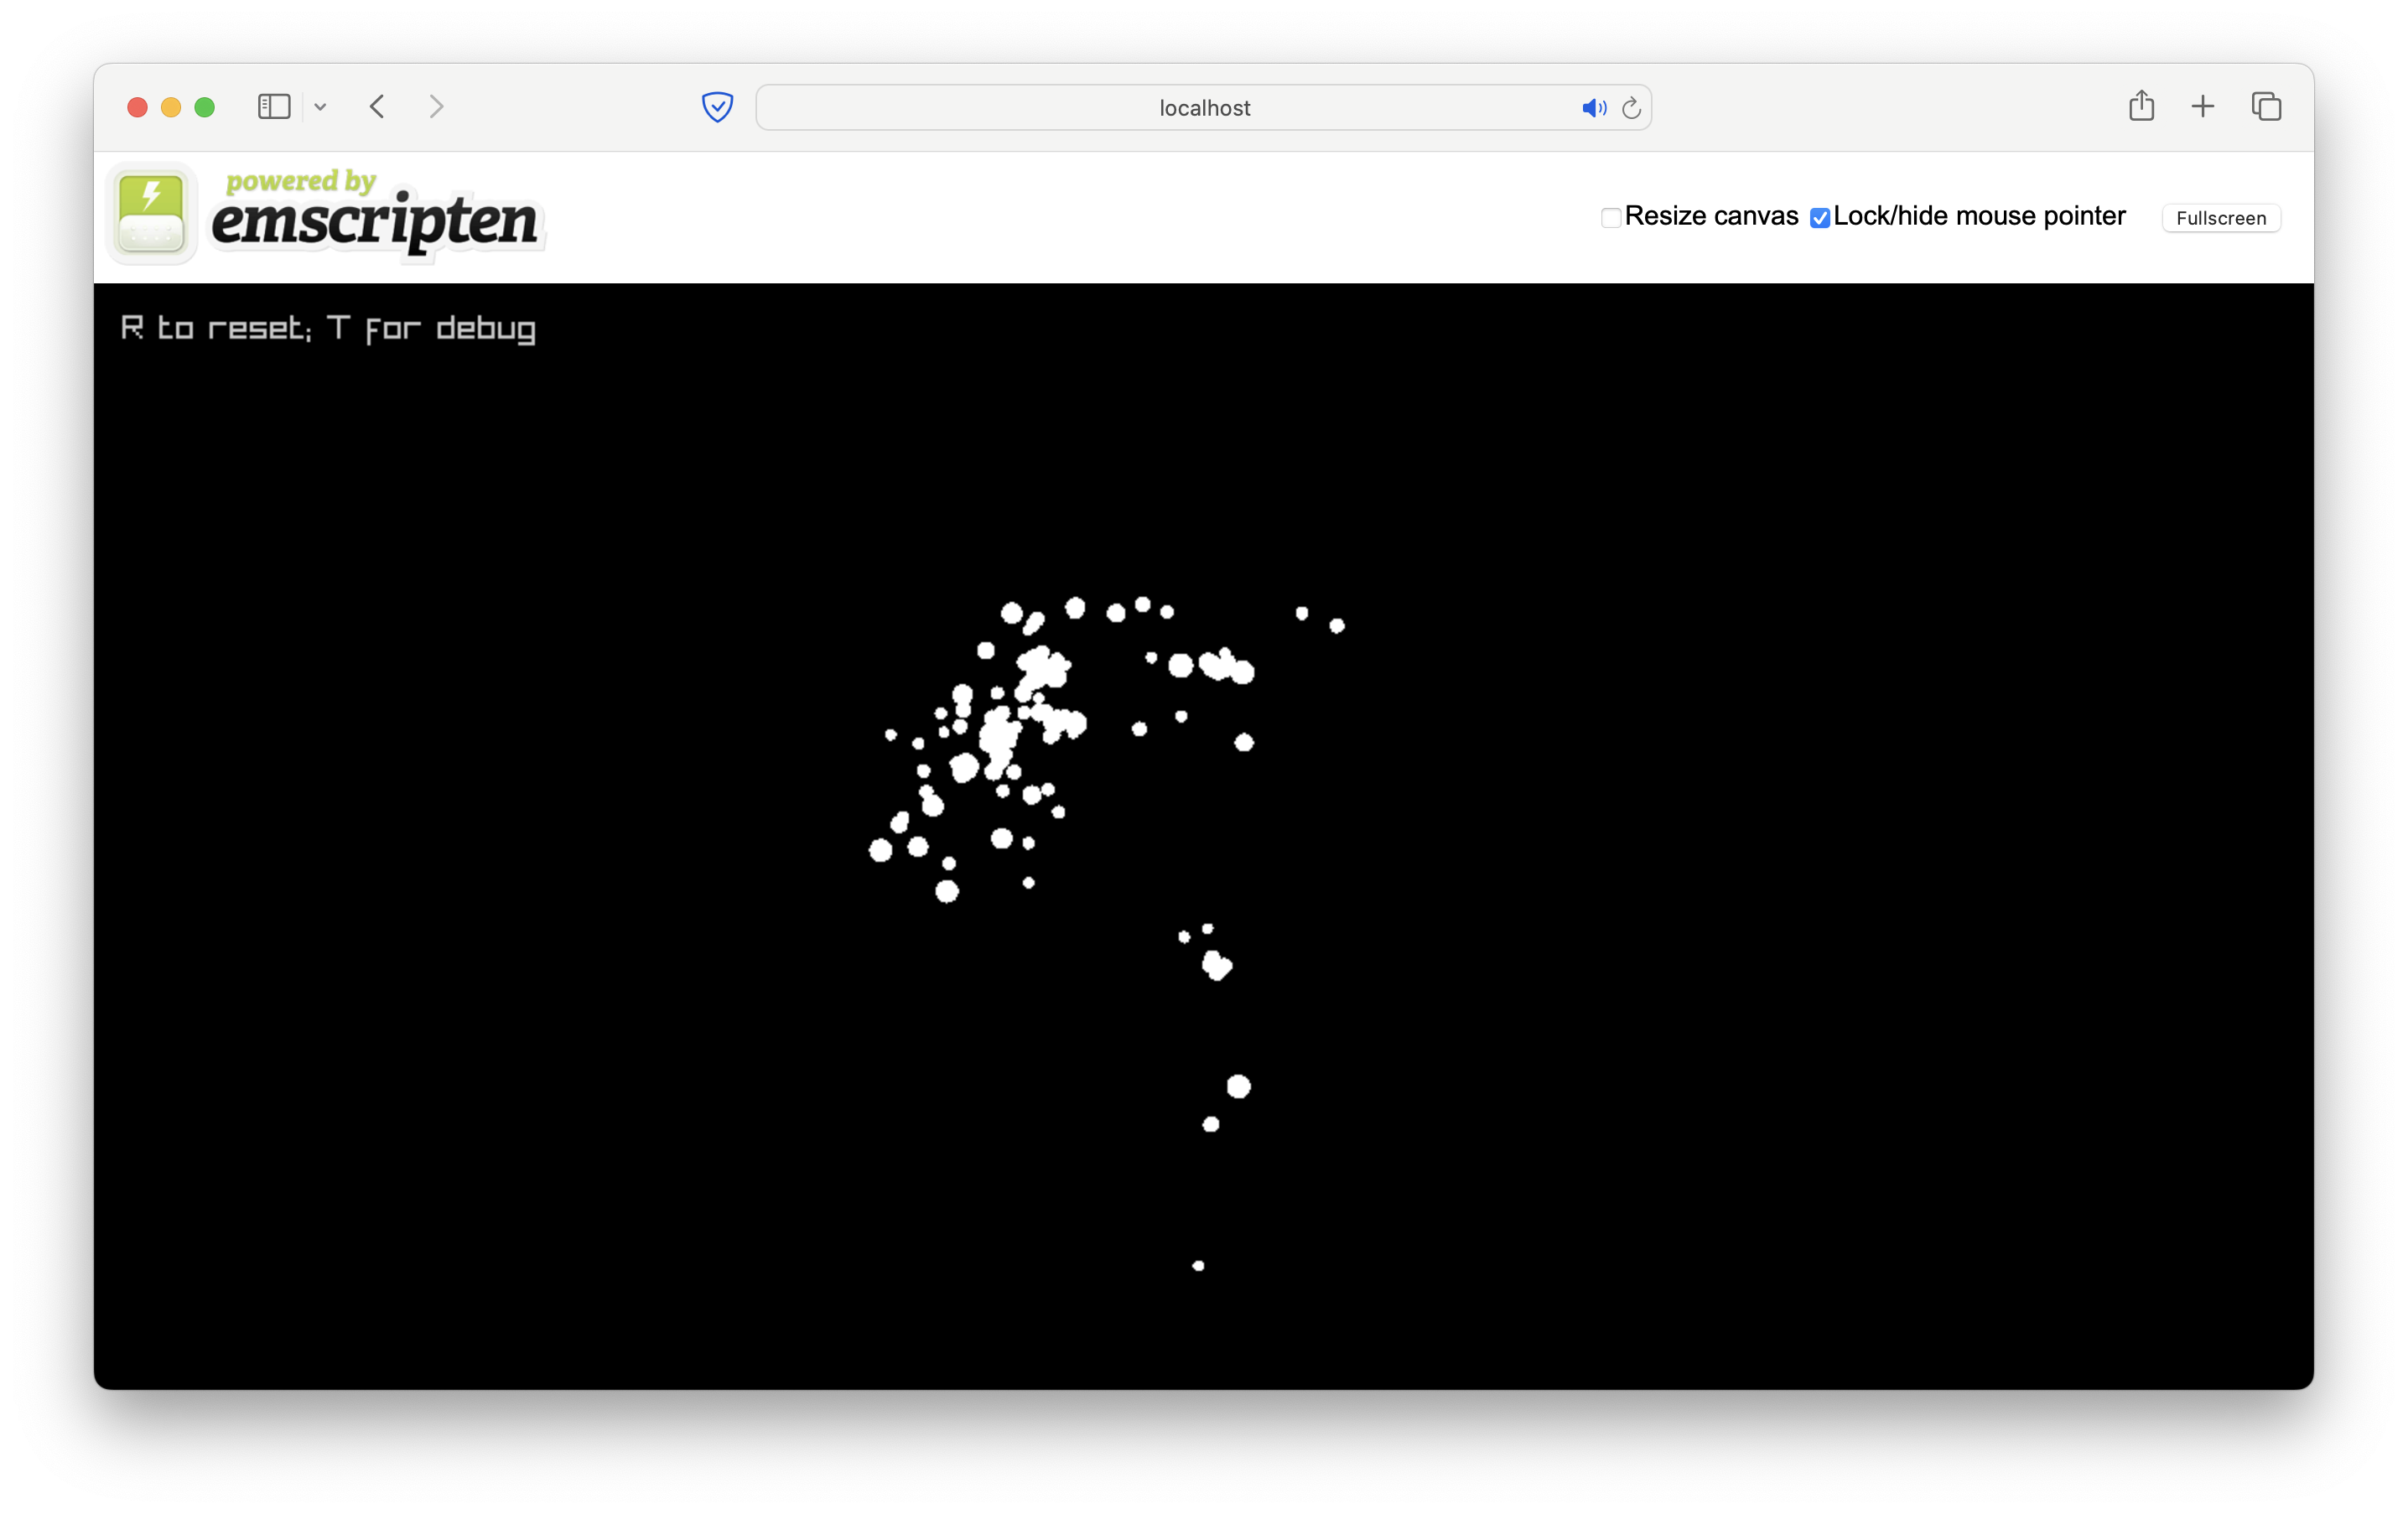 localhost
powered by
emscripten
Resize canvas Lock/hide mouse pointer Fullscreen
R to reset; T for debug